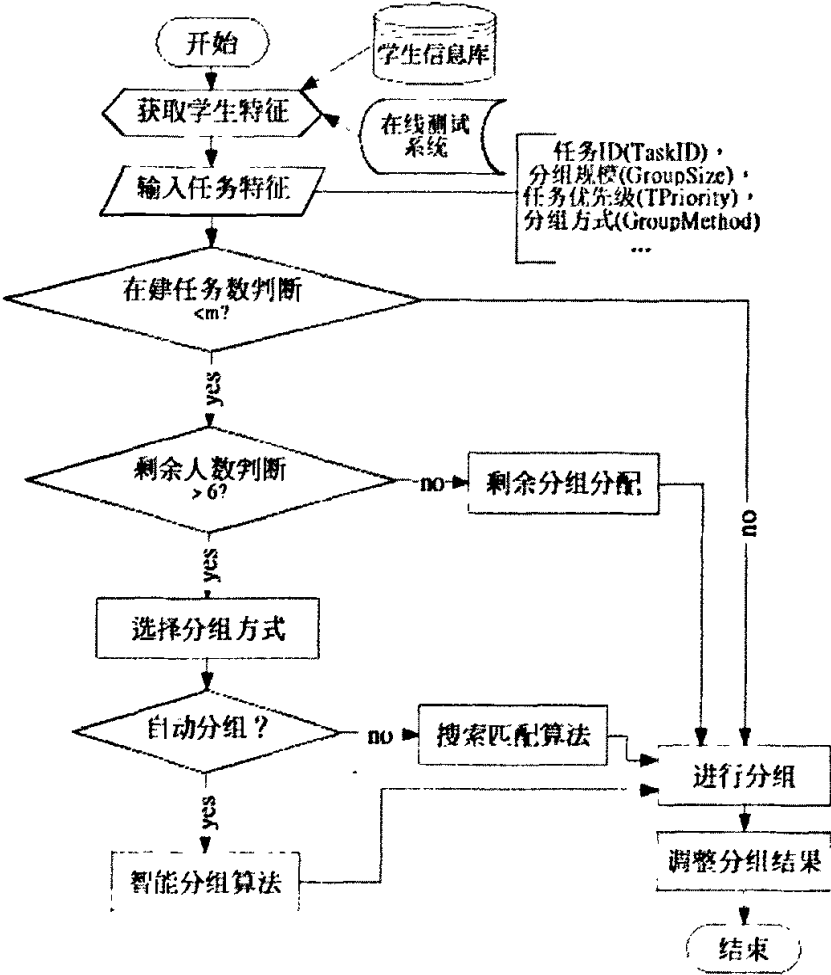 开始
学生信息库
获取学生特征
在线测试
系统
任务ID(TaskID)，
分组规模(GroupSize)，
任务优先级(TPriority)，
分组方式(GroupMethod)
...
输入任务特征
在建任务数判断
<m?
yes
no
剩余人数判断
>6?
no
剩余分组分配
yes
选择分组方式
自动分组？
no
搜索匹配算法
进行分组
yes
智能分组算法
调整分组结果
结束